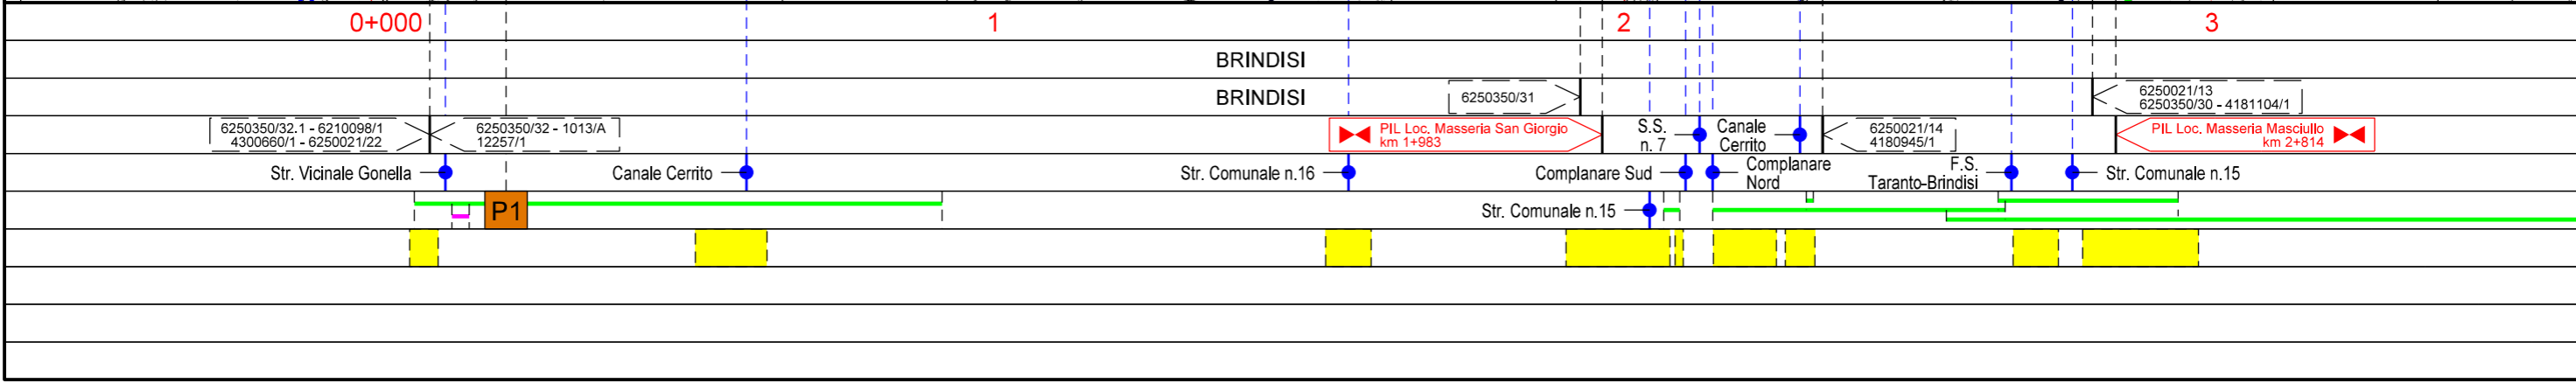 0+000 1 2 3
BRINDISI
BRINDISI
6250350/31
6250021/13
6250350/30 - 4181104/1
6250350/32.1 - 6210098/1
4300660/1 - 6250021/22
6250350/32 - 1013/A
12257/1
PIL Loc. Masseria San Giorgio
km 1+983
S.S.
n. 7
Canale
Cerrito
6250021/14
4180945/1
PIL Loc. Masseria Masciullo
km 2+814
Str. Vicinale Gonella
Canale Cerrito
Str. Comunale n.16
Complanare Sud
Complanare
Nord
F.S.
Taranto-Brindisi
Str. Comunale n.15
P1
Str. Comunale n.15